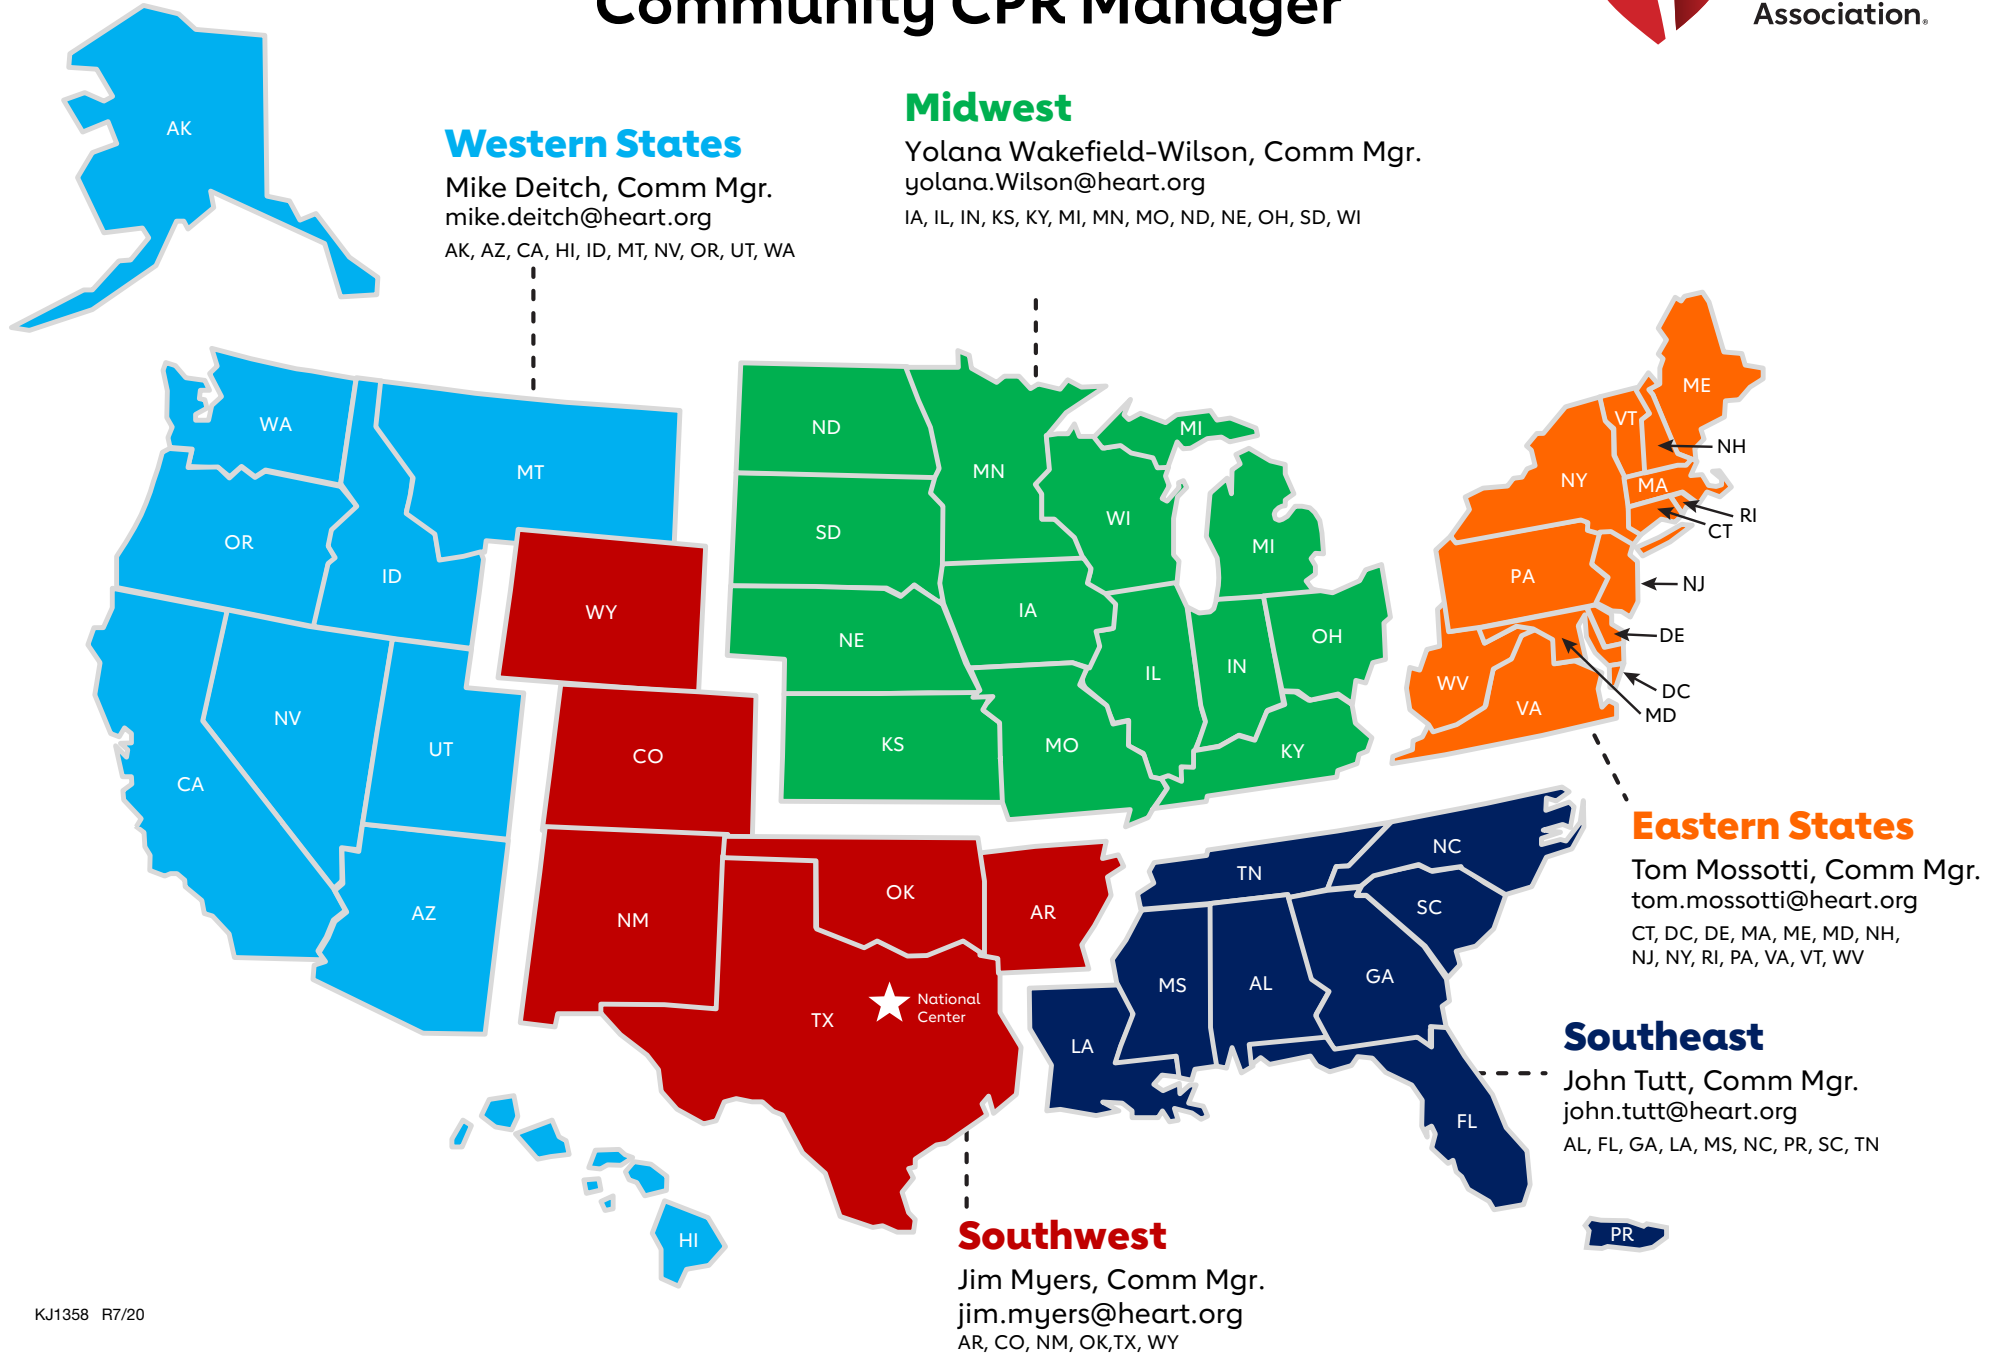 Community CPR Manager
Association®
AK
Western States
Mike Deitch, Comm Mgr.
mike.deitch@heart.org
AK, AZ, CA, HI, ID, MT, NV, OR, UT, WA
Midwest
Yolana Wakefield-Wilson, Comm Mgr.
yolana.Wilson@heart.org
IA, IL, IN, KS, KY, MI, MN, MO, ND, NE, OH, SD, WI
WA
MT
OR
ID
WY
NV
UT
CO
CA
AZ
NM
OK
AR
TX
National
Center
HI
ND
MN
MI
SD
WI
MI
NE
IA
IL
IN
OH
KS
MO
KY
ME
VT
NH
NY
MA
RI
CT
PA
NJ
DE
WV
VA
DC
MD
Eastern States
Tom Mossotti, Comm Mgr.
tom.mossotti@heart.org
CT, DC, DE, MA, ME, MD, NH,
NJ, NY, RI, PA, VA, VT, WV
TN
NC
SC
MS
AL
GA
LA
FL
PR
Southeast
John Tutt, Comm Mgr.
john.tutt@heart.org
AL, FL, GA, LA, MS, NC, PR, SC, TN
Southwest
Jim Myers, Comm Mgr.
jim.myers@heart.org
AR, CO, NM, OK,TX, WY
KJ1358 R7/20